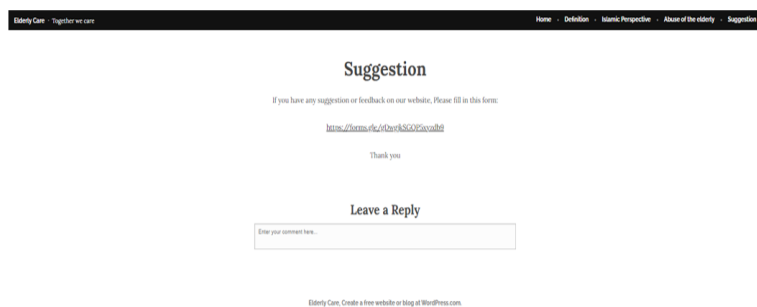 Elderly Care · Together we care
Home · Definition · Islamic Perspective · Abuse of the elderly · Suggestion
Suggestion
If you have any suggestion or feedback on our website, Please fill in this form:
Thank you
Leave a Reply
Enter your comment here...
Elderly Care, Create a free website or blog at WordPress.com.